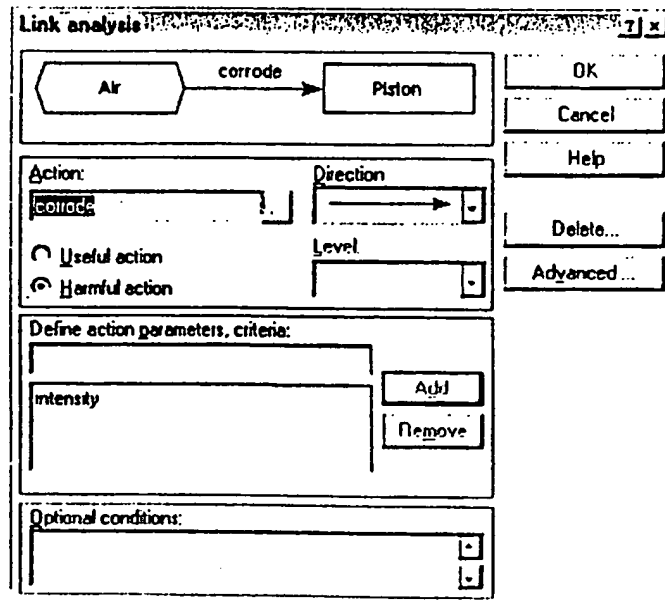 Link analysis ? ×
Air corrode Piston
OK
Cancel
Help
Delete...
Advanced ...
Action:
corrode ...
Useful action
Harmful action
Direction
Level
Define action parameters, criteria:
intensity
Add
Remove
Optional conditions: